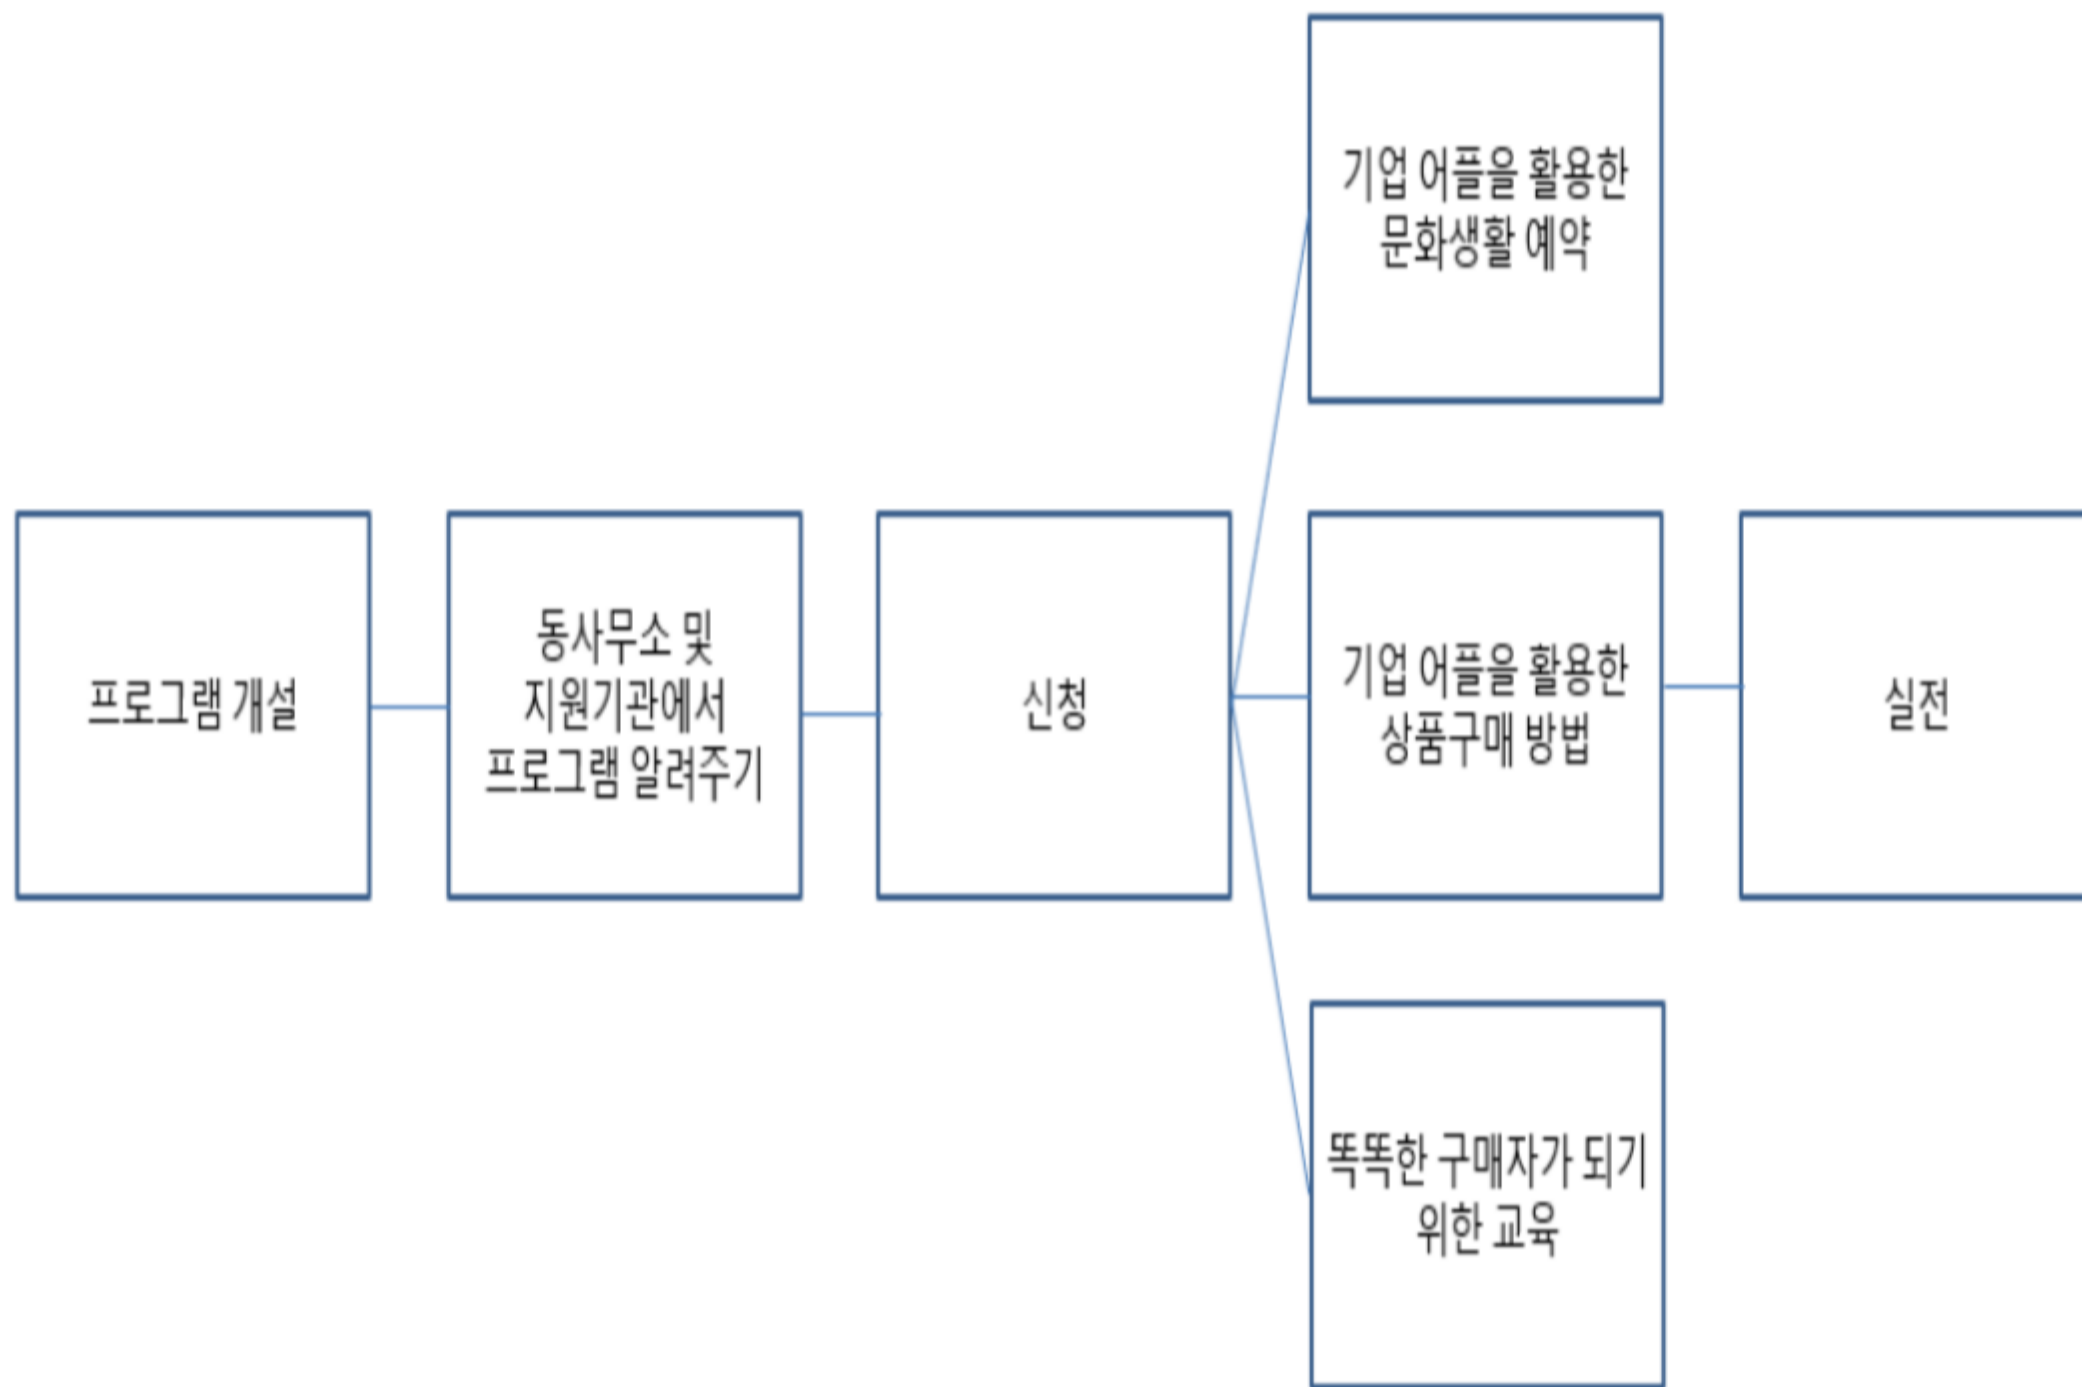 프로그램 개설
동사무소 및
지원기관에서
프로그램 알려주기
신청
기업 어플을 활용한
문화생활 예약
기업 어플을 활용한
상품구매 방법
똑똑한 구매자가 되기
위한 교육
실전